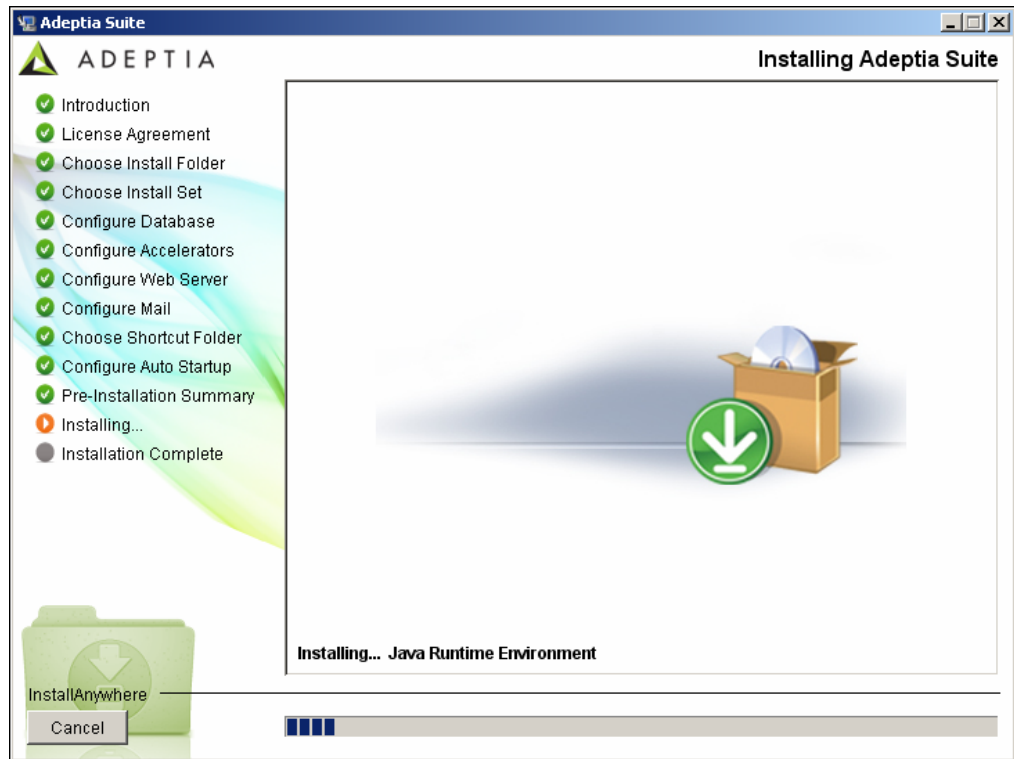 Adeptia Suite
ADEPTIA
Installing Adeptia Suite
Introduction
License Agreement
Choose Install Folder
Choose Install Set
Configure Database
Configure Accelerators
Configure Web Server
Configure Mail
Choose Shortcut Folder
Configure Auto Startup
Pre-Installation Summary
Installing...
Installation Complete
Installing... Java Runtime Environment
InstallAnywhere
Cancel